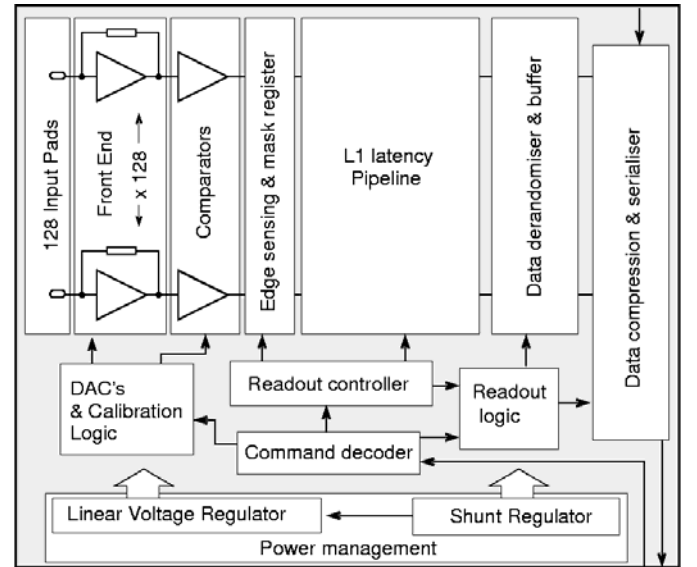 128 Input Pads
Front End
x 128
Comparators
Edge sensing & mask register
L1 latency
Pipeline
Data derandomiser & buffer
Data compression & serialiser
DAC's
& Calibration
Logic
Readout controller
Readout
logic
Command decoder
Linear Voltage Regulator
Shunt Regulator
Power management